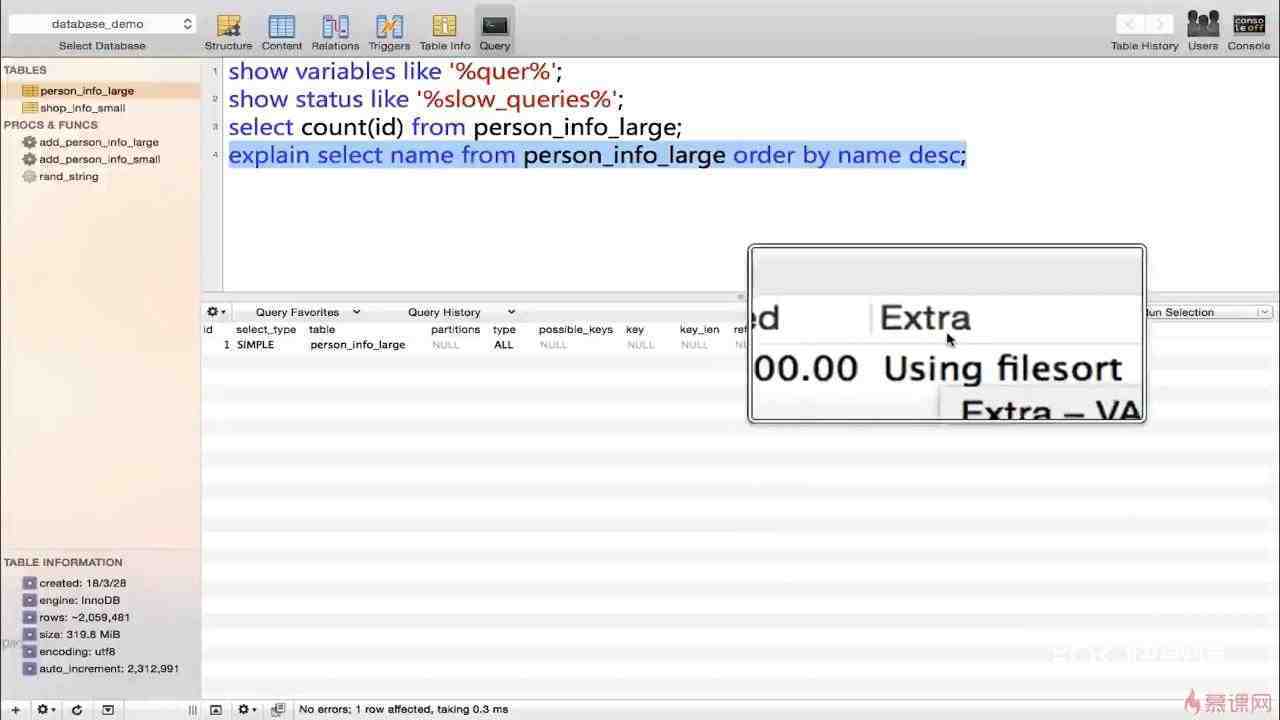 database_demo
Select Database
Structure
Content
Relations
Triggers
Table Info
Query
Table History
Users
conso
le off
Console
TABLES
person_info_large
shop_info_small
PROCS & FUNCS
add_person_info_large
add_person_info_small
rand_string
1 show variables like '%quer%';
2 show status like '%slow_queries%';
3 select count(id) from person_info_large;
4 explain select name from person_info_large order by name desc;
Query Favorites
Query History
Run Selection
id select_type table partitions type possible_keys key key_len ref
1 SIMPLE person_info_large NULL ALL NULL NULL NULL
ed Extra
00.00 Using filesort
Extra – VA
TABLE INFORMATION
created: 18/3/28
engine: InnoDB
rows: ~2,059,481
size: 319.8 MiB
encoding: utf8
auto_increment: 2,312,991
No errors; 1 row affected, taking 0.3 ms
慕课网